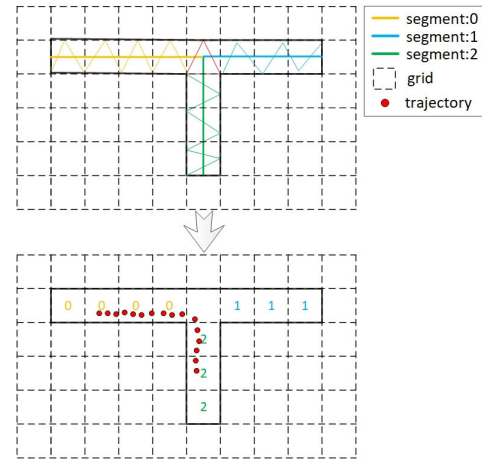 segment:0
segment:1
segment:2
grid
trajectory
0 0 0 0 1 1 1
2
2
2